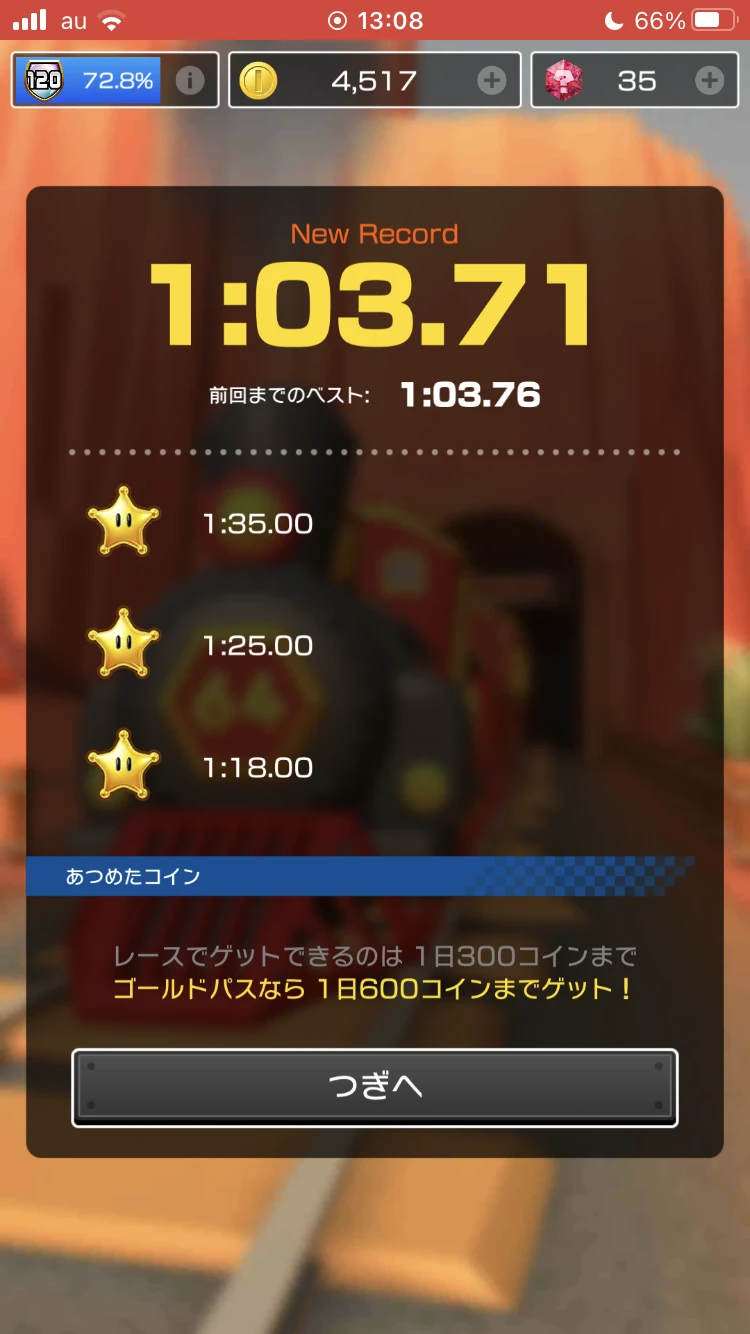 au 13:08 66%
120 72.8% i 4,517 + 35 +
New Record
1:03.71
前回までのベスト: 1:03.76
1:35.00
1:25.00
64
1:18.00
あつめたコイン
レースでゲットできるのは 1日300コインまで
ゴールドパスなら 1日600コインまでゲット！
つぎへ